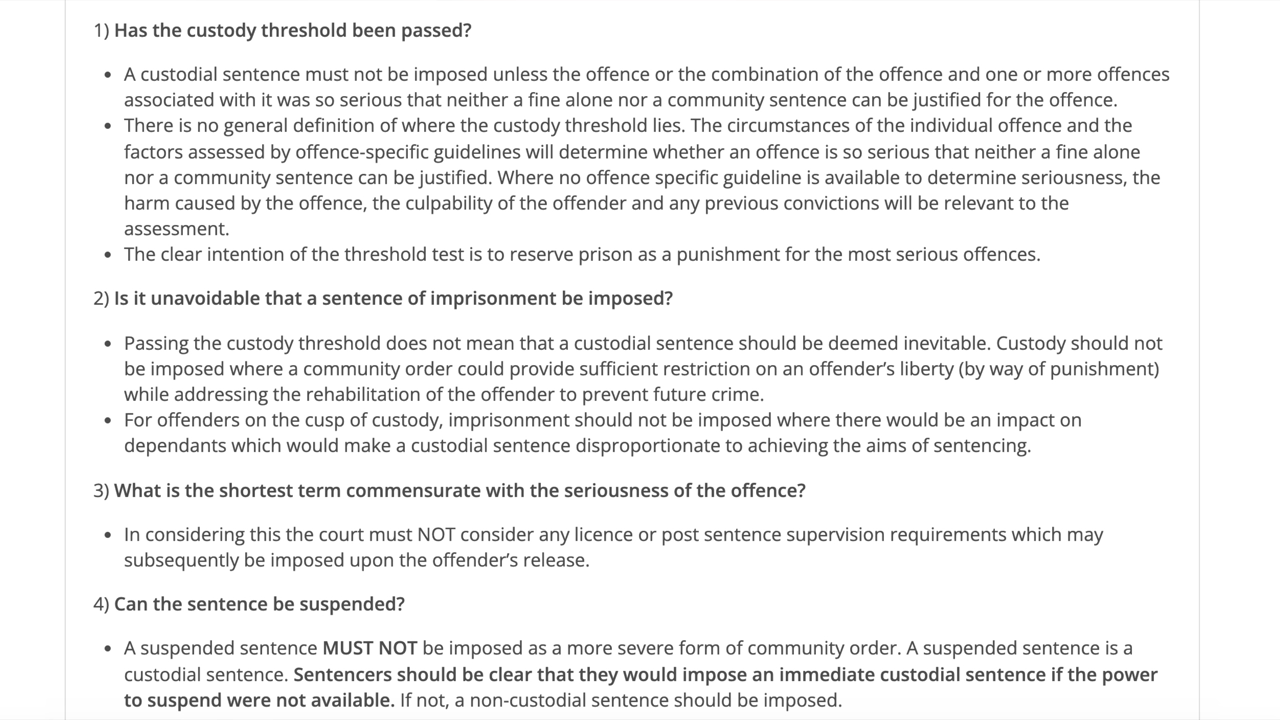 1) Has the custody threshold been passed?
• A custodial sentence must not be imposed unless the offence or the combination of the offence and one or more offences
associated with it was so serious that neither a fine alone nor a community sentence can be justified for the offence.
• There is no general definition of where the custody threshold lies. The circumstances of the individual offence and the
factors assessed by offence-specific guidelines will determine whether an offence is so serious that neither a fine alone
nor a community sentence can be justified. Where no offence specific guideline is available to determine seriousness, the
harm caused by the offence, the culpability of the offender and any previous convictions will be relevant to the
assessment.
• The clear intention of the threshold test is to reserve prison as a punishment for the most serious offences.
2) Is it unavoidable that a sentence of imprisonment be imposed?
• Passing the custody threshold does not mean that a custodial sentence should be deemed inevitable. Custody should not
be imposed where a community order could provide sufficient restriction on an offender’s liberty (by way of punishment)
while addressing the rehabilitation of the offender to prevent future crime.
• For offenders on the cusp of custody, imprisonment should not be imposed where there would be an impact on
dependants which would make a custodial sentence disproportionate to achieving the aims of sentencing.
3) What is the shortest term commensurate with the seriousness of the offence?
• In considering this the court must NOT consider any licence or post sentence supervision requirements which may
subsequently be imposed upon the offender’s release.
4) Can the sentence be suspended?
• A suspended sentence MUST NOT be imposed as a more severe form of community order. A suspended sentence is a
custodial sentence. Sentencers should be clear that they would impose an immediate custodial sentence if the power
to suspend were not available. If not, a non-custodial sentence should be imposed.